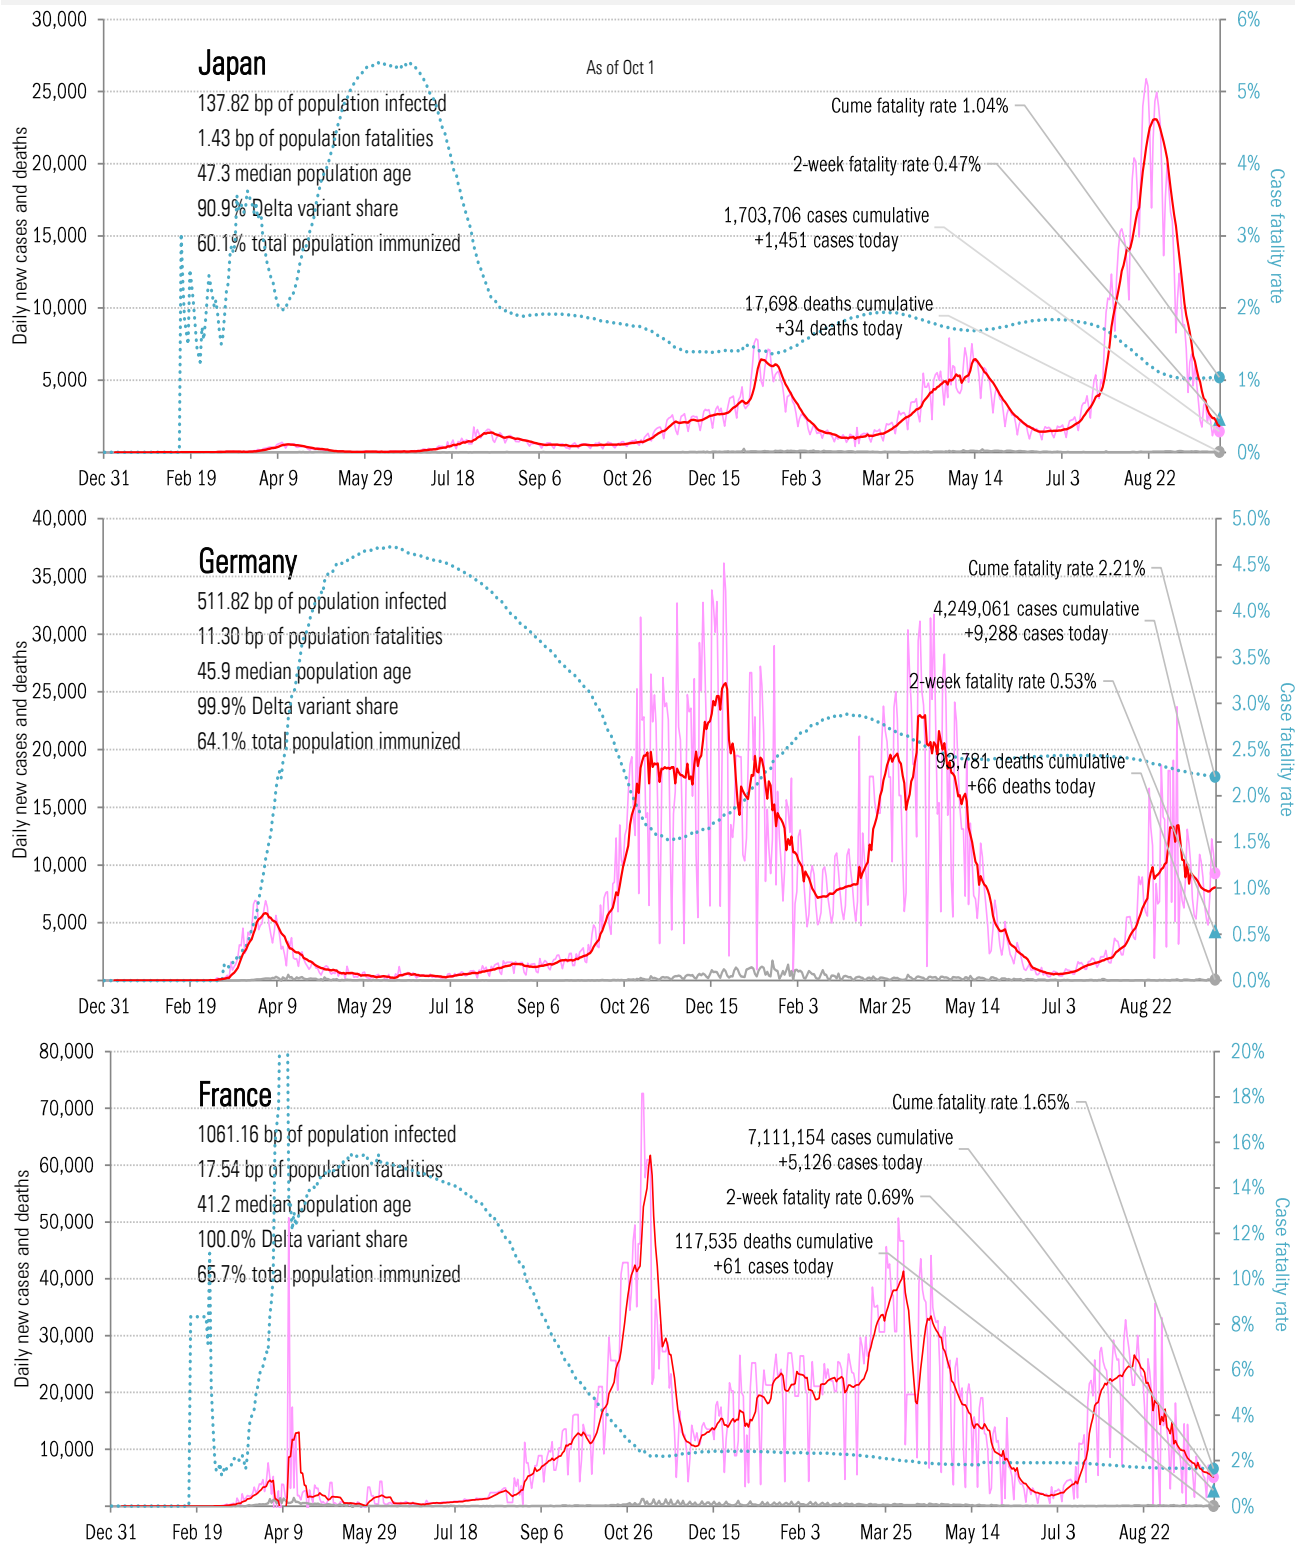 30,000
6%
Japan
As of Oct 1
25,000
5%
137.82 bp of population infected
Cume fatality rate 1.04%
1.43 bp of population fatalities
20,000
4%
2-week fatality rate 0.47%
47.3 median population age
90.9% Delta variant share
1,703,706 cases cumulative
+1,451 cases today
15,000
3%
60.1% total population immunized
10,000
2%
17,698 deaths cumulative
+34 deaths today
5,000
1%
0%
Daily new cases and deaths
Case fatality rate
Dec 31
Feb 19
Apr 9
May 29
Jul 18
Sep 6
Oct 26
Dec 15
Feb 3
Mar 25
May 14
Jul 3
Aug 22
40,000
5.0%
Germany
35,000
4.5%
Cume fatality rate 2.21%
511.82 bp of population infected
4,249,061 cases cumulative
+9,288 cases today
4.0%
30,000
11.30 bp of population fatalities
3.5%
45.9 median population age
2-week fatality rate 0.53%
25,000
99.9% Delta variant share
3.0%
64.1% total population immunized
20,000
2.5%
93,781 deaths cumulative
+66 deaths today
15,000
2.0%
1.5%
10,000
1.0%
5,000
0.5%
0.0%
Daily new cases and deaths
Case fatality rate
Dec 31
Feb 19
Apr 9
May 29
Jul 18
Sep 6
Oct 26
Dec 15
Feb 3
Mar 25
May 14
Jul 3
Aug 22
80,000
20%
France
70,000
18%
Cume fatality rate 1.65%
1061.16 bp of population infected
7,111,154 cases cumulative
+5,126 cases today
16%
60,000
17.54 bp of population fatalities
14%
41.2 median population age
2-week fatality rate 0.69%
50,000
12%
100.0% Delta variant share
117,535 deaths cumulative
+61 cases today
65.7% total population immunized
40,000
10%
30,000
8%
6%
20,000
4%
10,000
2%
0%
Daily new cases and deaths
Case fatality rate
Dec 31
Feb 19
Apr 9
May 29
Jul 18
Sep 6
Oct 26
Dec 15
Feb 3
Mar 25
May 14
Jul 3
Aug 22